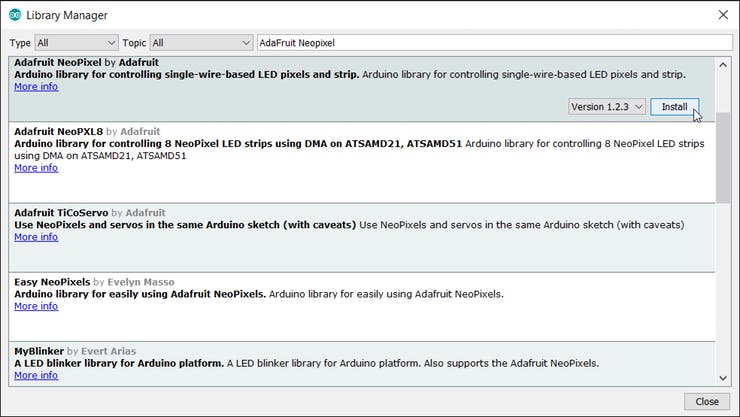 Library Manager
Type All Topic All AdaFruit Neopixel
Adafruit NeoPixel by Adafruit
Arduino library for controlling single-wire-based LED pixels and strip. Arduino library for controlling single-wire-based LED pixels and strip.
More info
Version 1.2.3 Install
Adafruit NeoPXL8 by Adafruit
Arduino library for controlling 8 NeoPixel LED strips using DMA on ATSAMD21, ATSAMD51 Arduino library for controlling 8 NeoPixel LED strips
using DMA on ATSAMD21, ATSAMD51
More info
Adafruit TiCoServo by Adafruit
Use NeoPixels and servos in the same Arduino sketch (with caveats) Use NeoPixels and servos in the same Arduino sketch (with caveats)
More info
Easy NeoPixels by Evelyn Masso
Arduino library for easily using Adafruit NeoPixels. Arduino library for easily using Adafruit NeoPixels.
More info
MyBlinker by Evert Arias
A LED blinker library for Arduino platform. A LED blinker library for Arduino platform. Also supports the Adafruit NeoPixels.
More info
Close